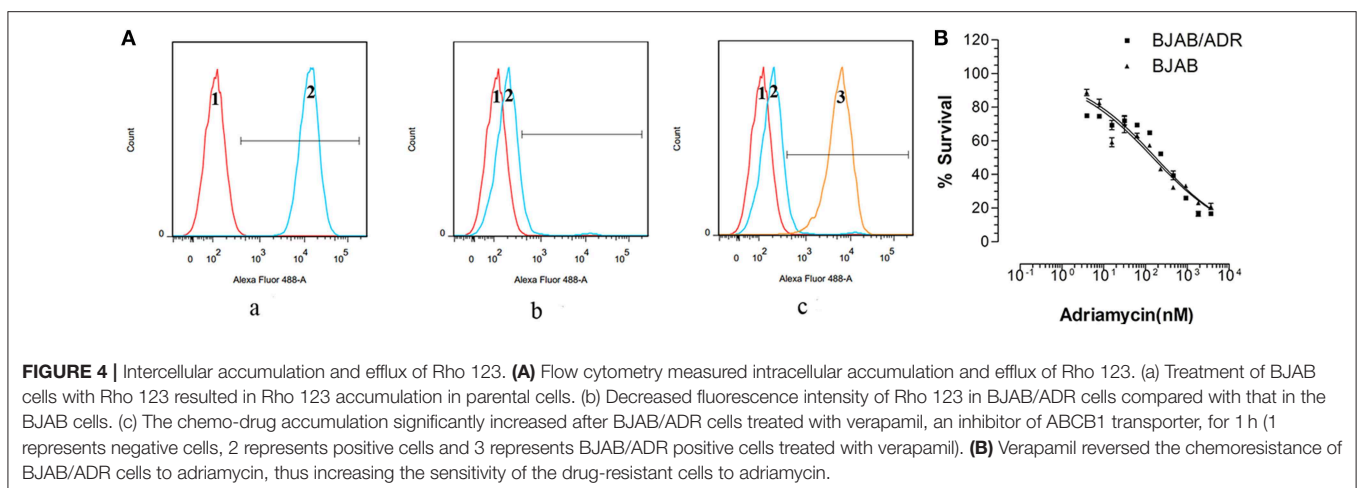 A
B
1
2
Count
0
0 10² 10³ 10⁴ 10⁵
Alexa Fluor 488-A
a
1 2
Count
0
0 10² 10³ 10⁴ 10⁵
Alexa Fluor 488-A
b
1 2
3
Count
0
0 10² 10³ 10⁴ 10⁵
Alexa Fluor 488-A
c
BJAB/ADR
BJAB
% Survival
120
100
80
60
40
20
0
10⁻¹ 10⁰ 10¹ 10² 10³ 10⁴
Adriamycin(nM)
FIGURE 4 | Intercellular accumulation and efflux of Rho 123. (A) Flow cytometry measured intracellular accumulation and efflux of Rho 123. (a) Treatment of BJAB
cells with Rho 123 resulted in Rho 123 accumulation in parental cells. (b) Decreased fluorescence intensity of Rho 123 in BJAB/ADR cells compared with that in the
BJAB cells. (c) The chemo-drug accumulation significantly increased after BJAB/ADR cells treated with verapamil, an inhibitor of ABCB1 transporter, for 1 h (1
represents negative cells, 2 represents positive cells and 3 represents BJAB/ADR positive cells treated with verapamil). (B) Verapamil reversed the chemoresistance of
BJAB/ADR cells to adriamycin, thus increasing the sensitivity of the drug-resistant cells to adriamycin.